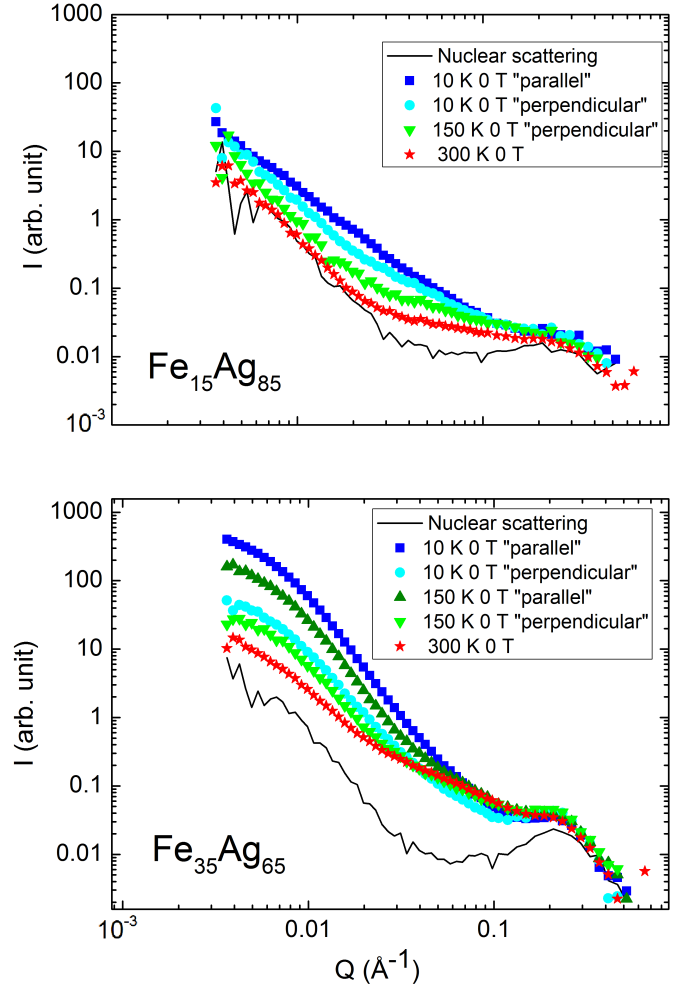 1000
100
10
1
0.1
0.01
10⁻³
I (arb. unit)
Nuclear scattering
10 K 0 T "parallel"
10 K 0 T "perpendicular"
150 K 0 T "perpendicular"
300 K 0 T
Fe₁₅Ag₈₅
1000
100
10
1
0.1
0.01
I (arb. unit)
Nuclear scattering
10 K 0 T "parallel"
10 K 0 T "perpendicular"
150 K 0 T "parallel"
150 K 0 T "perpendicular"
300 K 0 T
Fe₃₅Ag₆₅
10⁻³ 0.01 0.1
Q (Å⁻¹)